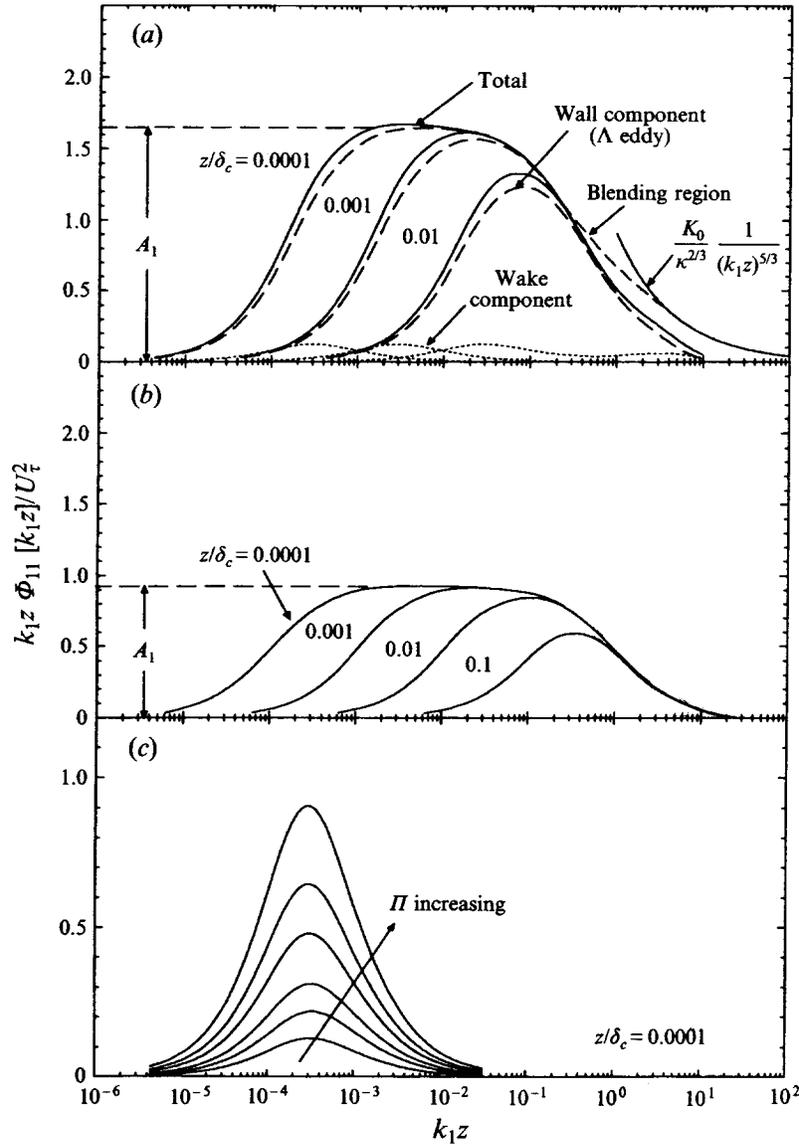 (a)
2.0
1.5
1.0
0.5
0
Total
Wall component
(Λ eddy)
z/δ_c = 0.0001
0.001
0.01
A_1
Blending region
K_0/κ^{2/3} 1/(k_1z)^{5/3}
Wake
component
(b)
2.0
1.5
1.0
0.5
0
z/δ_c = 0.0001
0.001
0.01
0.1
A_1
k_1z Φ_{11} [k_1z]/U_τ^2
(c)
1.0
0.5
0
Π increasing
z/δ_c = 0.0001
10^{-6} 10^{-5} 10^{-4} 10^{-3} 10^{-2} 10^{-1} 10^0 10^1 10^2
k_1z